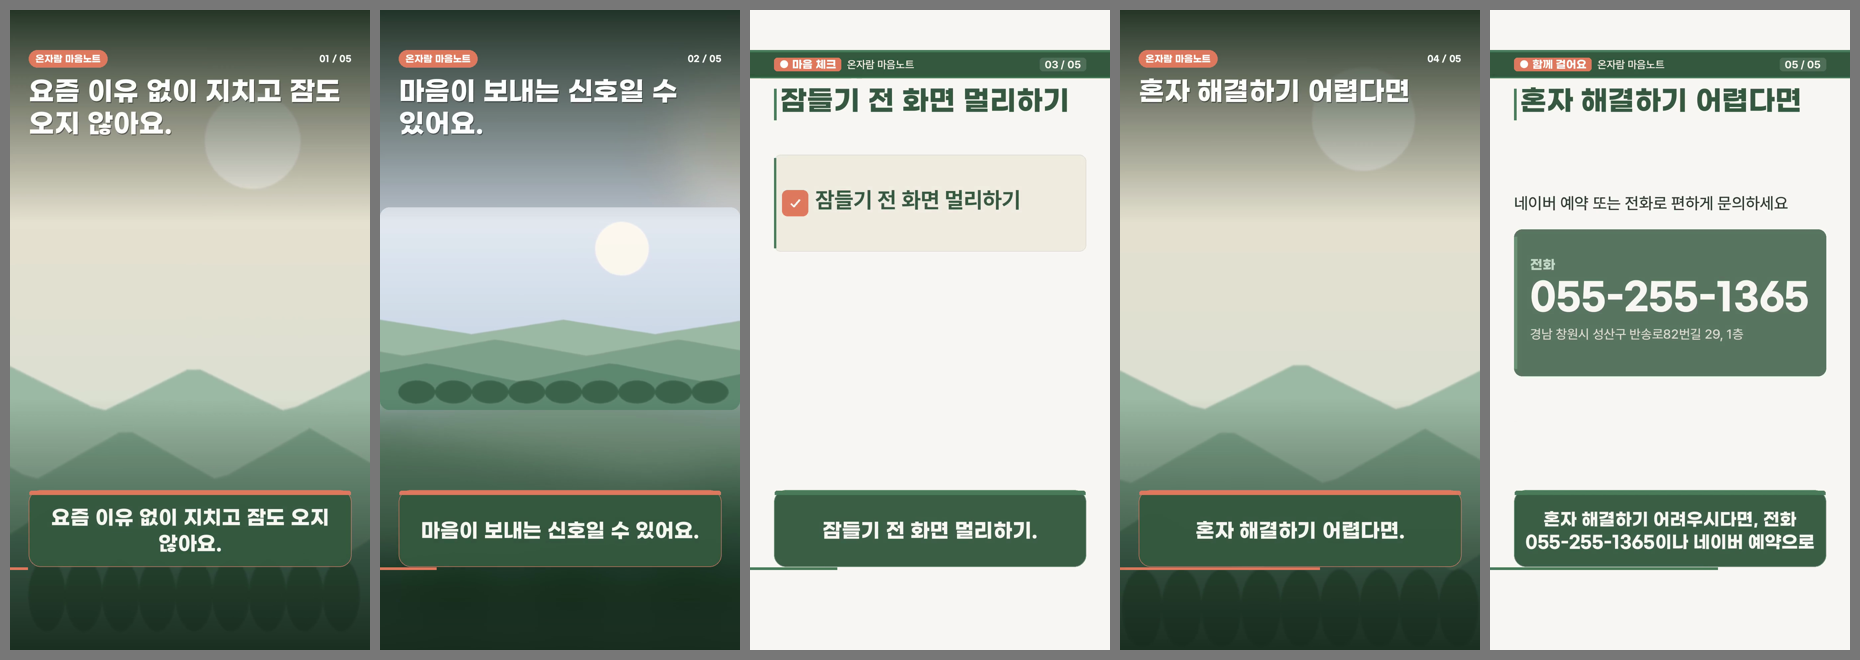 온자람 마음노트
01 / 05
요즘 이유 없이 지치고 잠도
오지 않아요.
요즘 이유 없이 지치고 잠도 오지
않아요.
온자람 마음노트
02 / 05
마음이 보내는 신호일 수
있어요.
마음이 보내는 신호일 수 있어요.
마음 체크
온자람 마음노트
03 / 05
잠들기 전 화면 멀리하기
잠들기 전 화면 멀리하기
잠들기 전 화면 멀리하기.
온자람 마음노트
04 / 05
혼자 해결하기 어렵다면
혼자 해결하기 어렵다면.
함께 걸어요
온자람 마음노트
05 / 05
혼자 해결하기 어렵다면
네이버 예약 또는 전화로 편하게 문의하세요
전화
055-255-1365
경남 창원시 성산구 반송로82번길 29, 1층
혼자 해결하기 어려우시다면, 전화
055-255-1365이나 네이버 예약으로